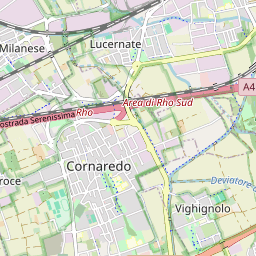 Lucernate
Milanese
A4
Area di Rho Sud
Rho
ostrada Serenissima
Cornaredo
roce
Deviatore
Vighignolo